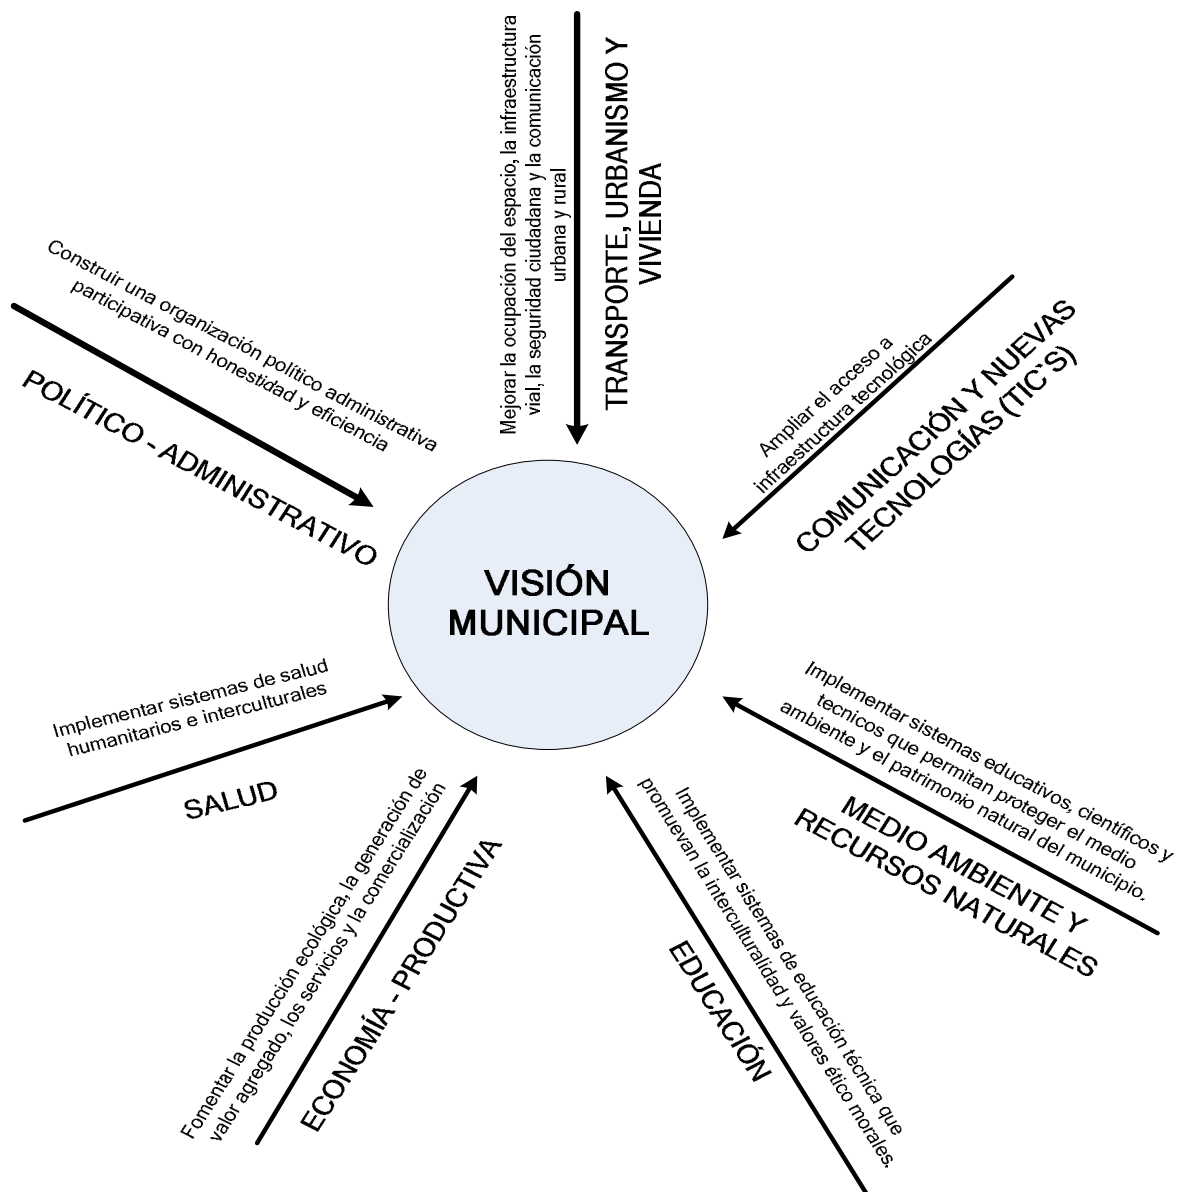 Mejorar la ocupación del espacio, la infraestructura
vial, la seguridad ciudadana y la comunicación
urbana y rural
TRANSPORTE, URBANISMO Y
VIVIENDA
Ampliar el acceso a
infraestructura tecnológica
COMUNICACIÓN Y NUEVAS
TECNOLOGÍAS (TIC`S)
Construir una organización político administrativa
participativa con honestidad y eficiencia
POLÍTICO - ADMINISTRATIVO
VISIÓN
MUNICIPAL
Implementar sistemas de salud
humanitarios e interculturales
SALUD
Implementar sistemas educativos, científicos y
tecnicos que permitan proteger el medio
ambiente y el patrimonio natural del municipio.
MEDIO AMBIENTE Y
RECURSOS NATURALES
Fomentar la producción ecológica, la generación de
valor agregado, los servicios y la comercialización
ECONOMÍA - PRODUCTIVA
Implementar sistemas de educación técnica que
promuevan la interculturalidad y valores ético morales.
EDUCACIÓN